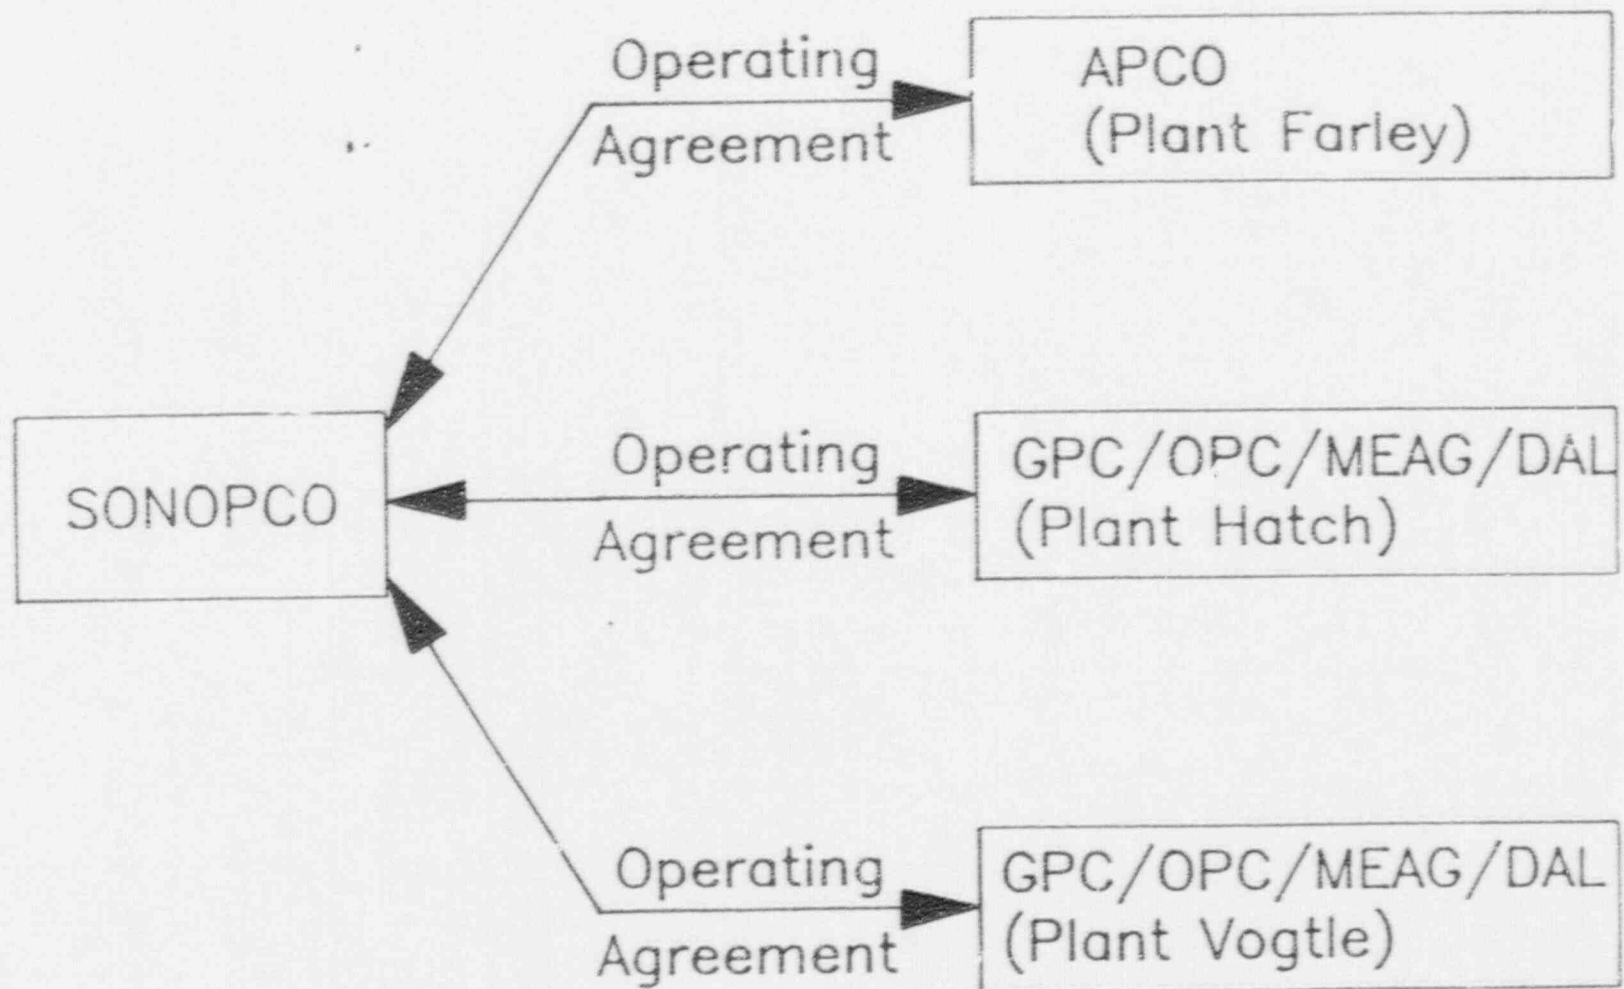 Operating
Agreement
APCO
(Plant Farley)
SONOPCO
Operating
Agreement
GPC/OPC/MEAG/DAL
(Plant Hatch)
Operating
Agreement
GPC/OPC/MEAG/DAL
(Plant Vogtle)